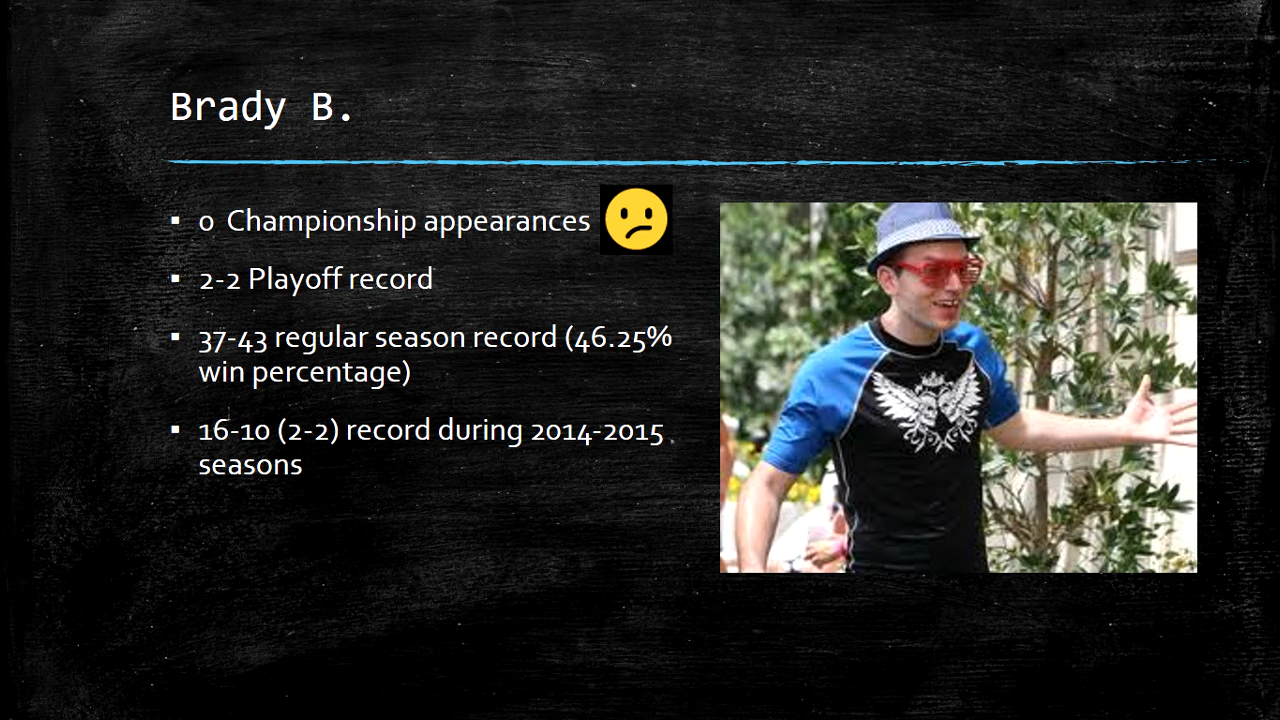 Brady B.
▪ 0 Championship appearances
▪ 2-2 Playoff record
▪ 37-43 regular season record (46.25%
win percentage)
▪ 16-10 (2-2) record during 2014-2015
seasons